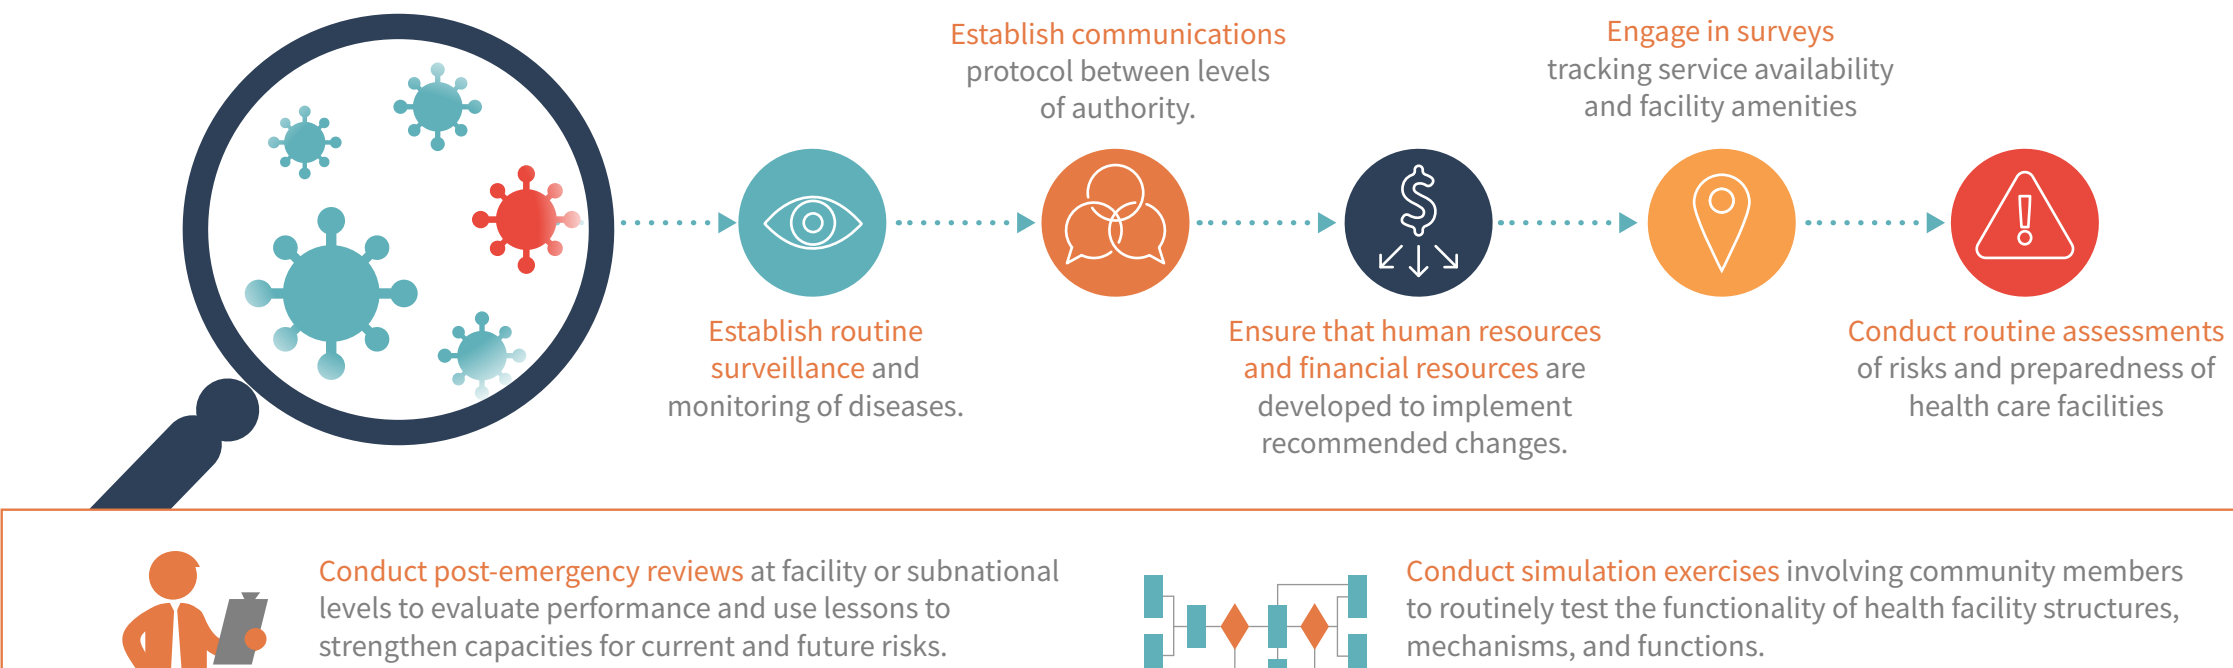 Establish routine
surveillance and
monitoring of diseases.
Establish communications
protocol between levels
of authority.
Ensure that human resources
and financial resources are
developed to implement
recommended changes.
Engage in surveys
tracking service availability
and facility amenities
Conduct routine assessments
of risks and preparedness of
health care facilities
Conduct post-emergency reviews at facility or subnational
levels to evaluate performance and use lessons to
strengthen capacities for current and future risks.
Conduct simulation exercises involving community members
to routinely test the functionality of health facility structures,
mechanisms, and functions.